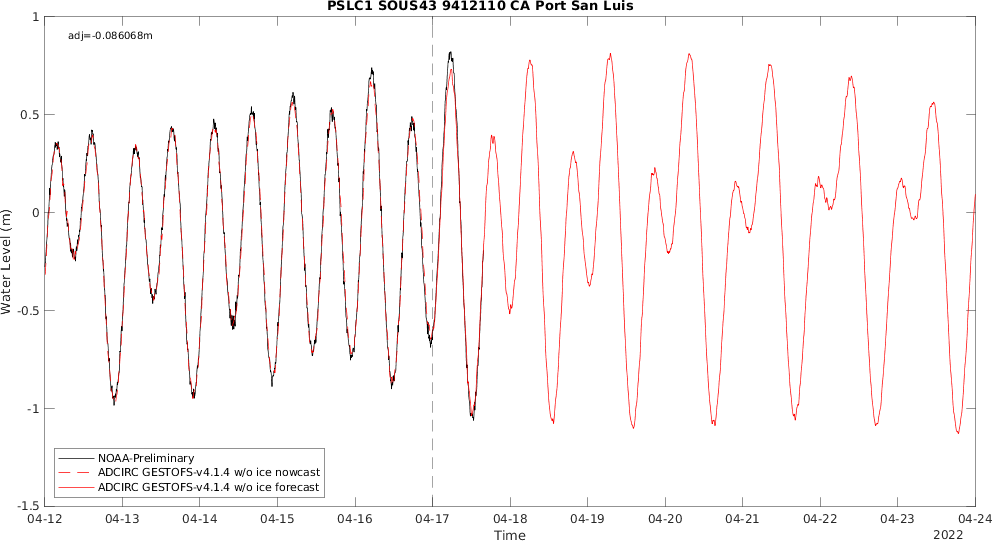 PSLC1 SOUS43 9412110 CA Port San Luis
adj=-0.086068m
1
0.5
0
-0.5
-1
-1.5
Water Level (m)
NOAA-Preliminary
ADCIRC GESTOFS-v4.1.4 w/o ice nowcast
ADCIRC GESTOFS-v4.1.4 w/o ice forecast
04-12 04-13 04-14 04-15 04-16 04-17 04-18 04-19 04-20 04-21 04-22 04-23 04-24
Time
2022